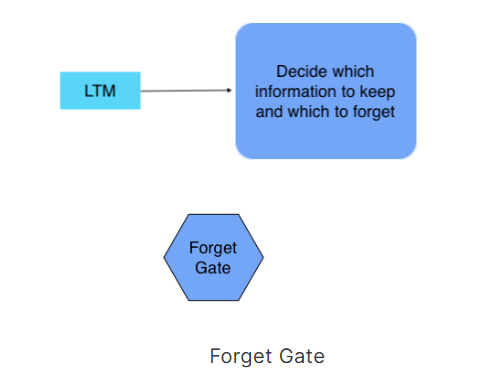 LTM
Decide which
information to keep
and which to forget
Forget
Gate
Forget Gate